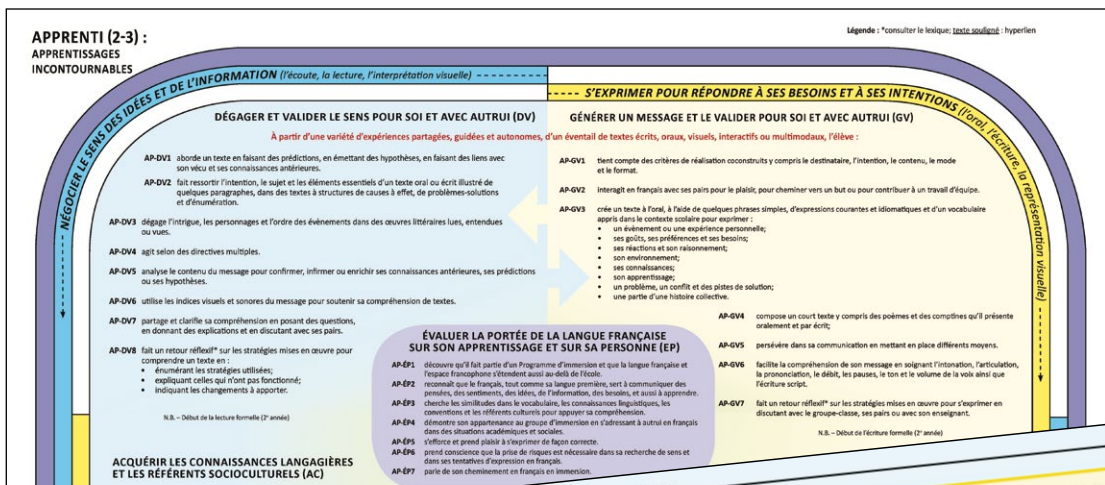 APPRENTI (2-3) :
APPRENTISSAGES
INCONTOURNABLES
Légende : *consulter le lexique; texte souligné : hyperlien
NÉGOCIER LE SENS DES IDÉES ET DE L'INFORMATION (l'écoute, la lecture, l'interprétation visuelle)
S'EXPRIMER POUR RÉPONDRE À SES BESOINS ET À SES INTENTIONS (l'oral, l'écriture, la représentation visuelle)
DÉGAGER ET VALIDER LE SENS POUR SOI ET AVEC AUTRUI (DV)
GÉNÉRER UN MESSAGE ET LE VALIDER POUR SOI ET AVEC AUTRUI (GV)
À partir d'une variété d'expériences partagées, guidées et autonomes, d'un éventail de textes écrits, oraux, visuels, interactifs ou multimodaux, l'élève :
AP-DV1 aborde un texte en faisant des prédictions, en émettant des hypothèses, en faisant des liens avec
son vécu et ses connaissances antérieures.
AP-DV2 fait ressortir l'intention, le sujet et les éléments essentiels d'un texte oral ou écrit illustré de
quelques paragraphes, dans des textes à structures de causes à effet, de problèmes-solutions
et d'énumération.
AP-DV3 dégage l'intrigue, les personnages et l'ordre des évènements dans des œuvres littéraires lues, entendues
ou vues.
AP-DV4 agit selon des directives multiples.
AP-DV5 analyse le contenu du message pour confirmer, infirmer ou enrichir ses connaissances antérieures, ses prédictions
ou ses hypothèses.
AP-DV6 utilise les indices visuels et sonores du message pour soutenir sa compréhension de textes.
AP-DV7 partage et clarifie sa compréhension en posant des questions,
en donnant des explications et en discutant avec ses pairs.
AP-DV8 fait un retour réflexif* sur les stratégies mises en œuvre pour
comprendre un texte en :
• énumérant les stratégies utilisées;
• expliquant celles qui n'ont pas fonctionné;
• indiquant les changements à apporter.
N.B. – Début de la lecture formelle (2e année)
AP-GV1 tient compte des critères de réalisation coconstruits y compris le destinataire, l'intention, le contenu, le mode
et le format.
AP-GV2 interagit en français avec ses pairs pour le plaisir, pour cheminer vers un but ou pour contribuer à un travail d'équipe.
AP-GV3 crée un texte à l'oral, à l'aide de quelques phrases simples, d'expressions courantes et idiomatiques et d'un vocabulaire
appris dans le contexte scolaire pour exprimer :
• un évènement ou une expérience personnelle;
• ses goûts, ses préférences et ses besoins;
• ses réactions et son raisonnement;
• son environnement;
• ses connaissances;
• son apprentissage;
• un problème, un conflit et des pistes de solution;
• une partie d'une histoire collective.
AP-GV4 compose un court texte y compris des poèmes et des comptines qu'il présente
oralement et par écrit;
AP-GV5 persévère dans sa communication en mettant en place différents moyens.
AP-GV6 facilite la compréhension de son message en soignant l'intonation, l'articulation,
la prononciation, le débit, les pauses, le ton et le volume de la voix ainsi que
l'écriture script.
AP-GV7 fait un retour réflexif* sur les stratégies mises en œuvre pour s'exprimer en
discutant avec le groupe-classe, ses pairs ou avec son enseignant.
N.B. – Début de l'écriture formelle (2e année)
ÉVALUER LA PORTÉE DE LA LANGUE FRANÇAISE
SUR SON APPRENTISSAGE ET SUR SA PERSONNE (EP)
AP-ÉP1 découvre qu'il fait partie d'un Programme d'immersion et que la langue française et
l'espace francophone s'étendent aussi au-delà de l'école.
AP-ÉP2 reconnaît que le français, tout comme sa langue première, sert à communiquer des
pensées, des sentiments, des idées, de l'information, des besoins, et aussi à apprendre.
AP-ÉP3 cherche les similitudes dans le vocabulaire, les connaissances linguistiques, les
conventions et les référents culturels pour appuyer sa compréhension.
AP-ÉP4 démontre son appartenance au groupe d'immersion en s'adressant à autrui en français
dans des situations académiques et sociales.
AP-ÉP5 s'efforce et prend plaisir à s'exprimer de façon correcte.
AP-ÉP6 prend conscience que la prise de risques est nécessaire dans sa recherche de sens et
dans ses tentatives d'expression en français.
AP-ÉP7 parle de son cheminement en français en immersion.
ACQUÉRIR LES CONNAISSANCES LANGAGIÈRES
ET LES RÉFÉRENTS SOCIOCULTURELS (AC)